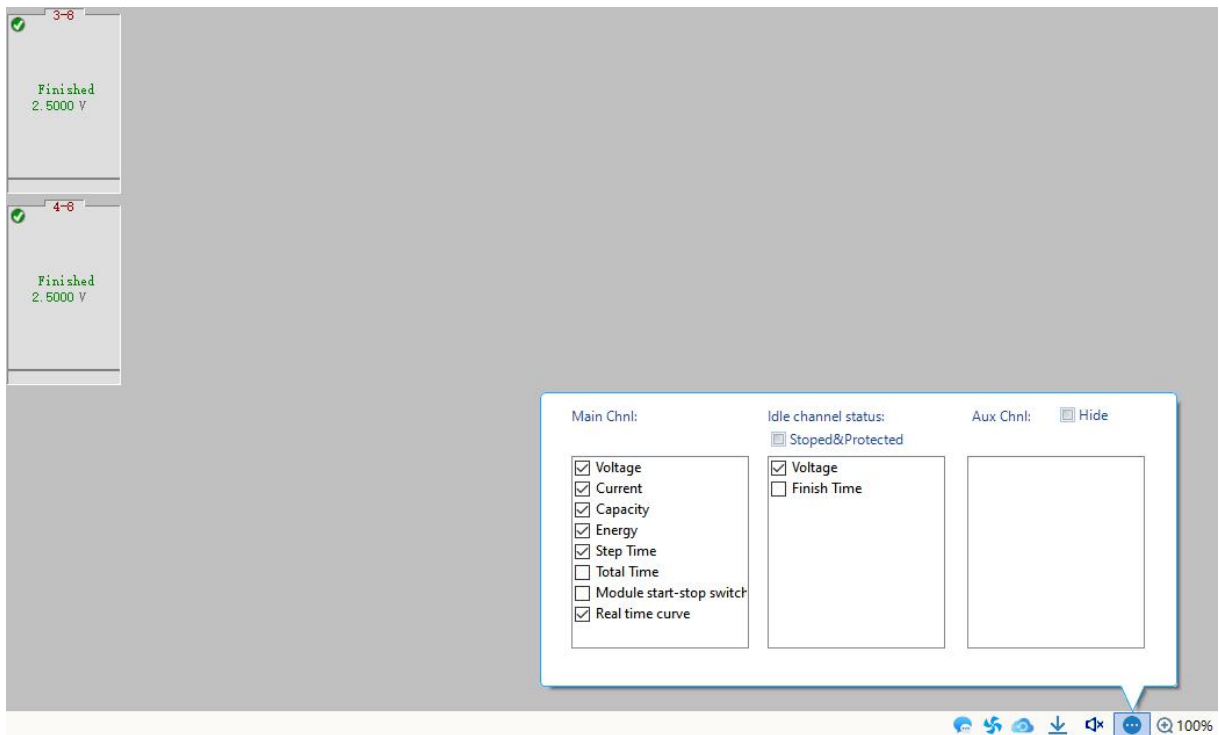 3-8
Finished
2.5000 V
4-8
Finished
2.5000 V
Main Chnl:
Idle channel status:
Aux Chnl:
Hide
Stoped&Protected
Voltage
Current
Capacity
Energy
Step Time
Total Time
Module start-stop switch
Real time curve
Voltage
Finish Time
100%